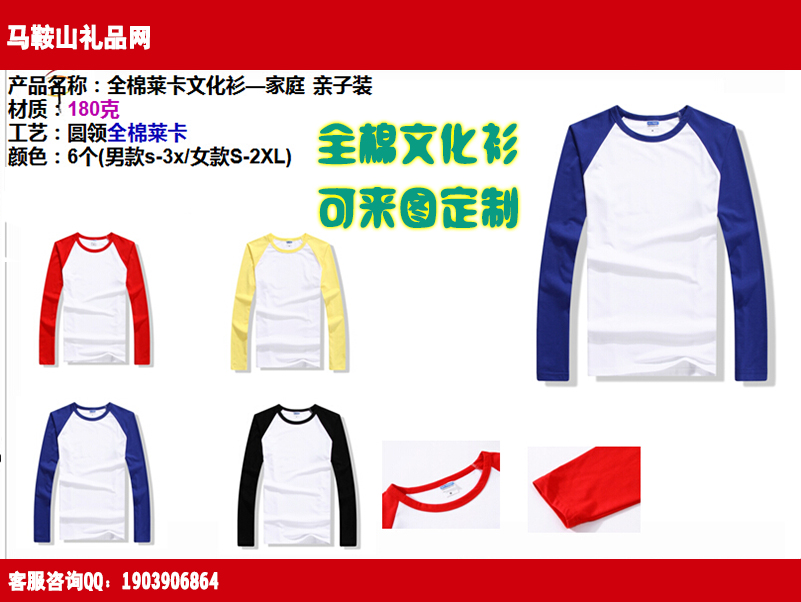 马鞍山礼品网
产品名称：全棉莱卡文化衫—家庭 亲子装
材质：180克
工艺：圆领全棉莱卡
颜色：6个(男款s-3x/女款S-2XL)
全棉文化衫
可来图定制
客服咨询QQ：1903906864